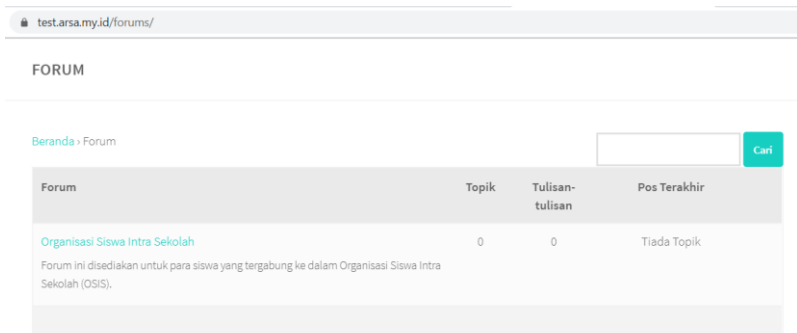 test.arsa.my.id/forums/
FORUM
Beranda › Forum
Cari
Forum Topik Tulisan-tulisan Pos Terakhir
Organisasi Siswa Intra Sekolah 0 0 Tiada Topik
Forum ini disediakan untuk para siswa yang tergabung ke dalam Organisasi Siswa Intra
Sekolah (OSIS).